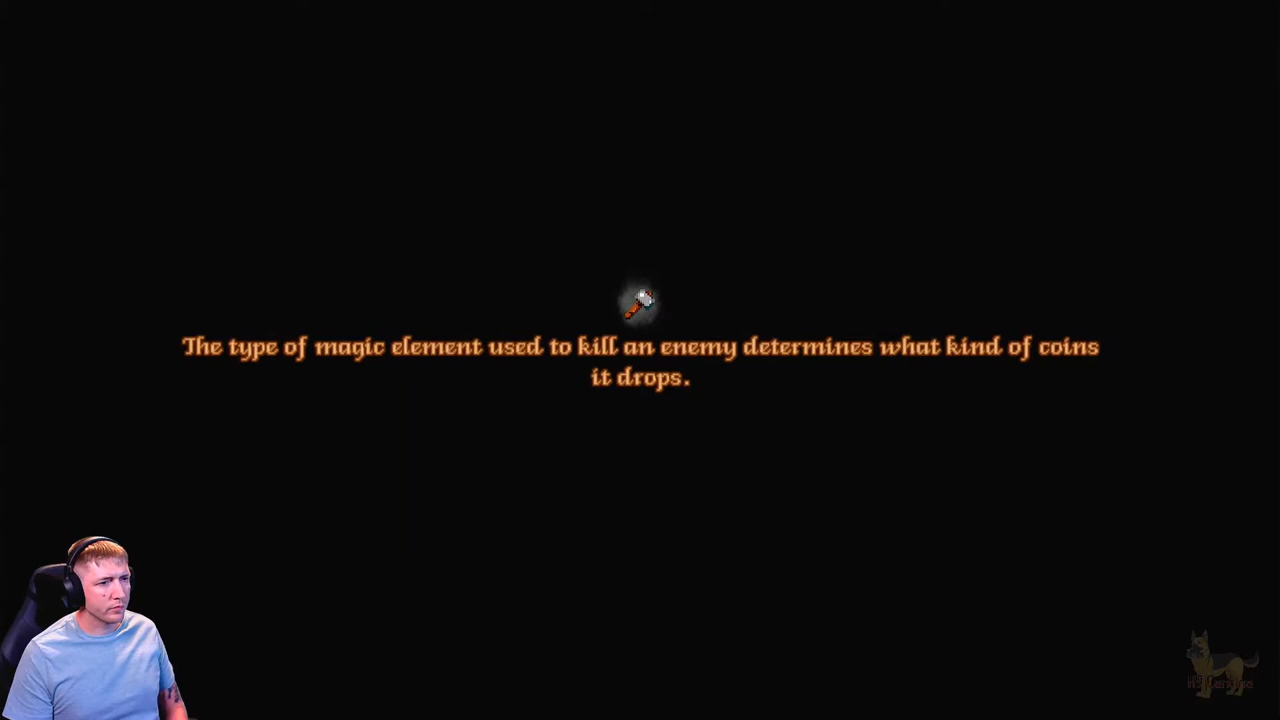 The type of magic element used to kill an enemy determines what kind of coins
it drops.